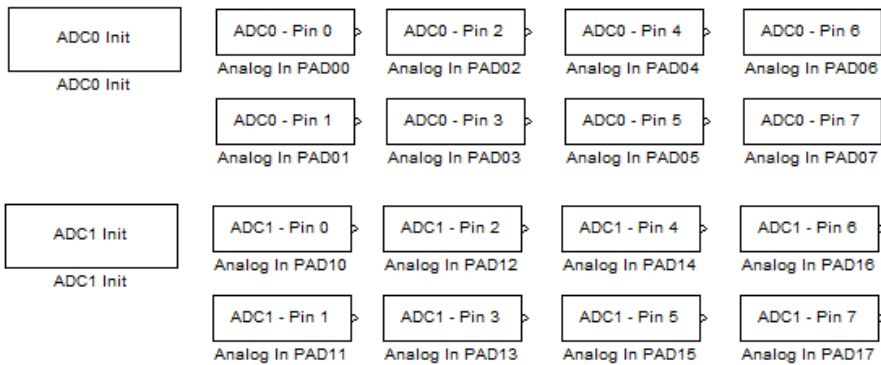 ADC0 Init
ADC0 - Pin 0
ADC0 - Pin 2
ADC0 - Pin 4
ADC0 - Pin 6
ADC0 Init
Analog In PAD00
Analog In PAD02
Analog In PAD04
Analog In PAD06
ADC0 - Pin 1
ADC0 - Pin 3
ADC0 - Pin 5
ADC0 - Pin 7
Analog In PAD01
Analog In PAD03
Analog In PAD05
Analog In PAD07
ADC1 Init
ADC1 - Pin 0
ADC1 - Pin 2
ADC1 - Pin 4
ADC1 - Pin 6
ADC1 Init
Analog In PAD10
Analog In PAD12
Analog In PAD14
Analog In PAD16
ADC1 - Pin 1
ADC1 - Pin 3
ADC1 - Pin 5
ADC1 - Pin 7
Analog In PAD11
Analog In PAD13
Analog In PAD15
Analog In PAD17